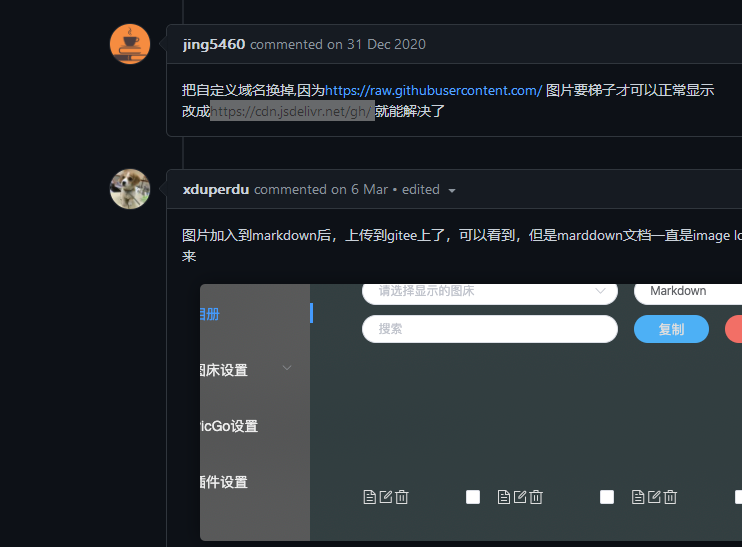 jing5460 commented on 31 Dec 2020
把自定义域名换掉,因为https://raw.githubusercontent.com/ 图片要梯子才可以正常显示
改成https://cdn.jsdelivr.net/gh/ 就能解决了
xduperdu commented on 6 Mar • edited
图片加入到markdown后，上传到gitee上了，可以看到，但是marddown文档一直是image lo
来
请选择显示的图床 Markdown
相册
搜索 复制
图床设置
PicGo设置
插件设置